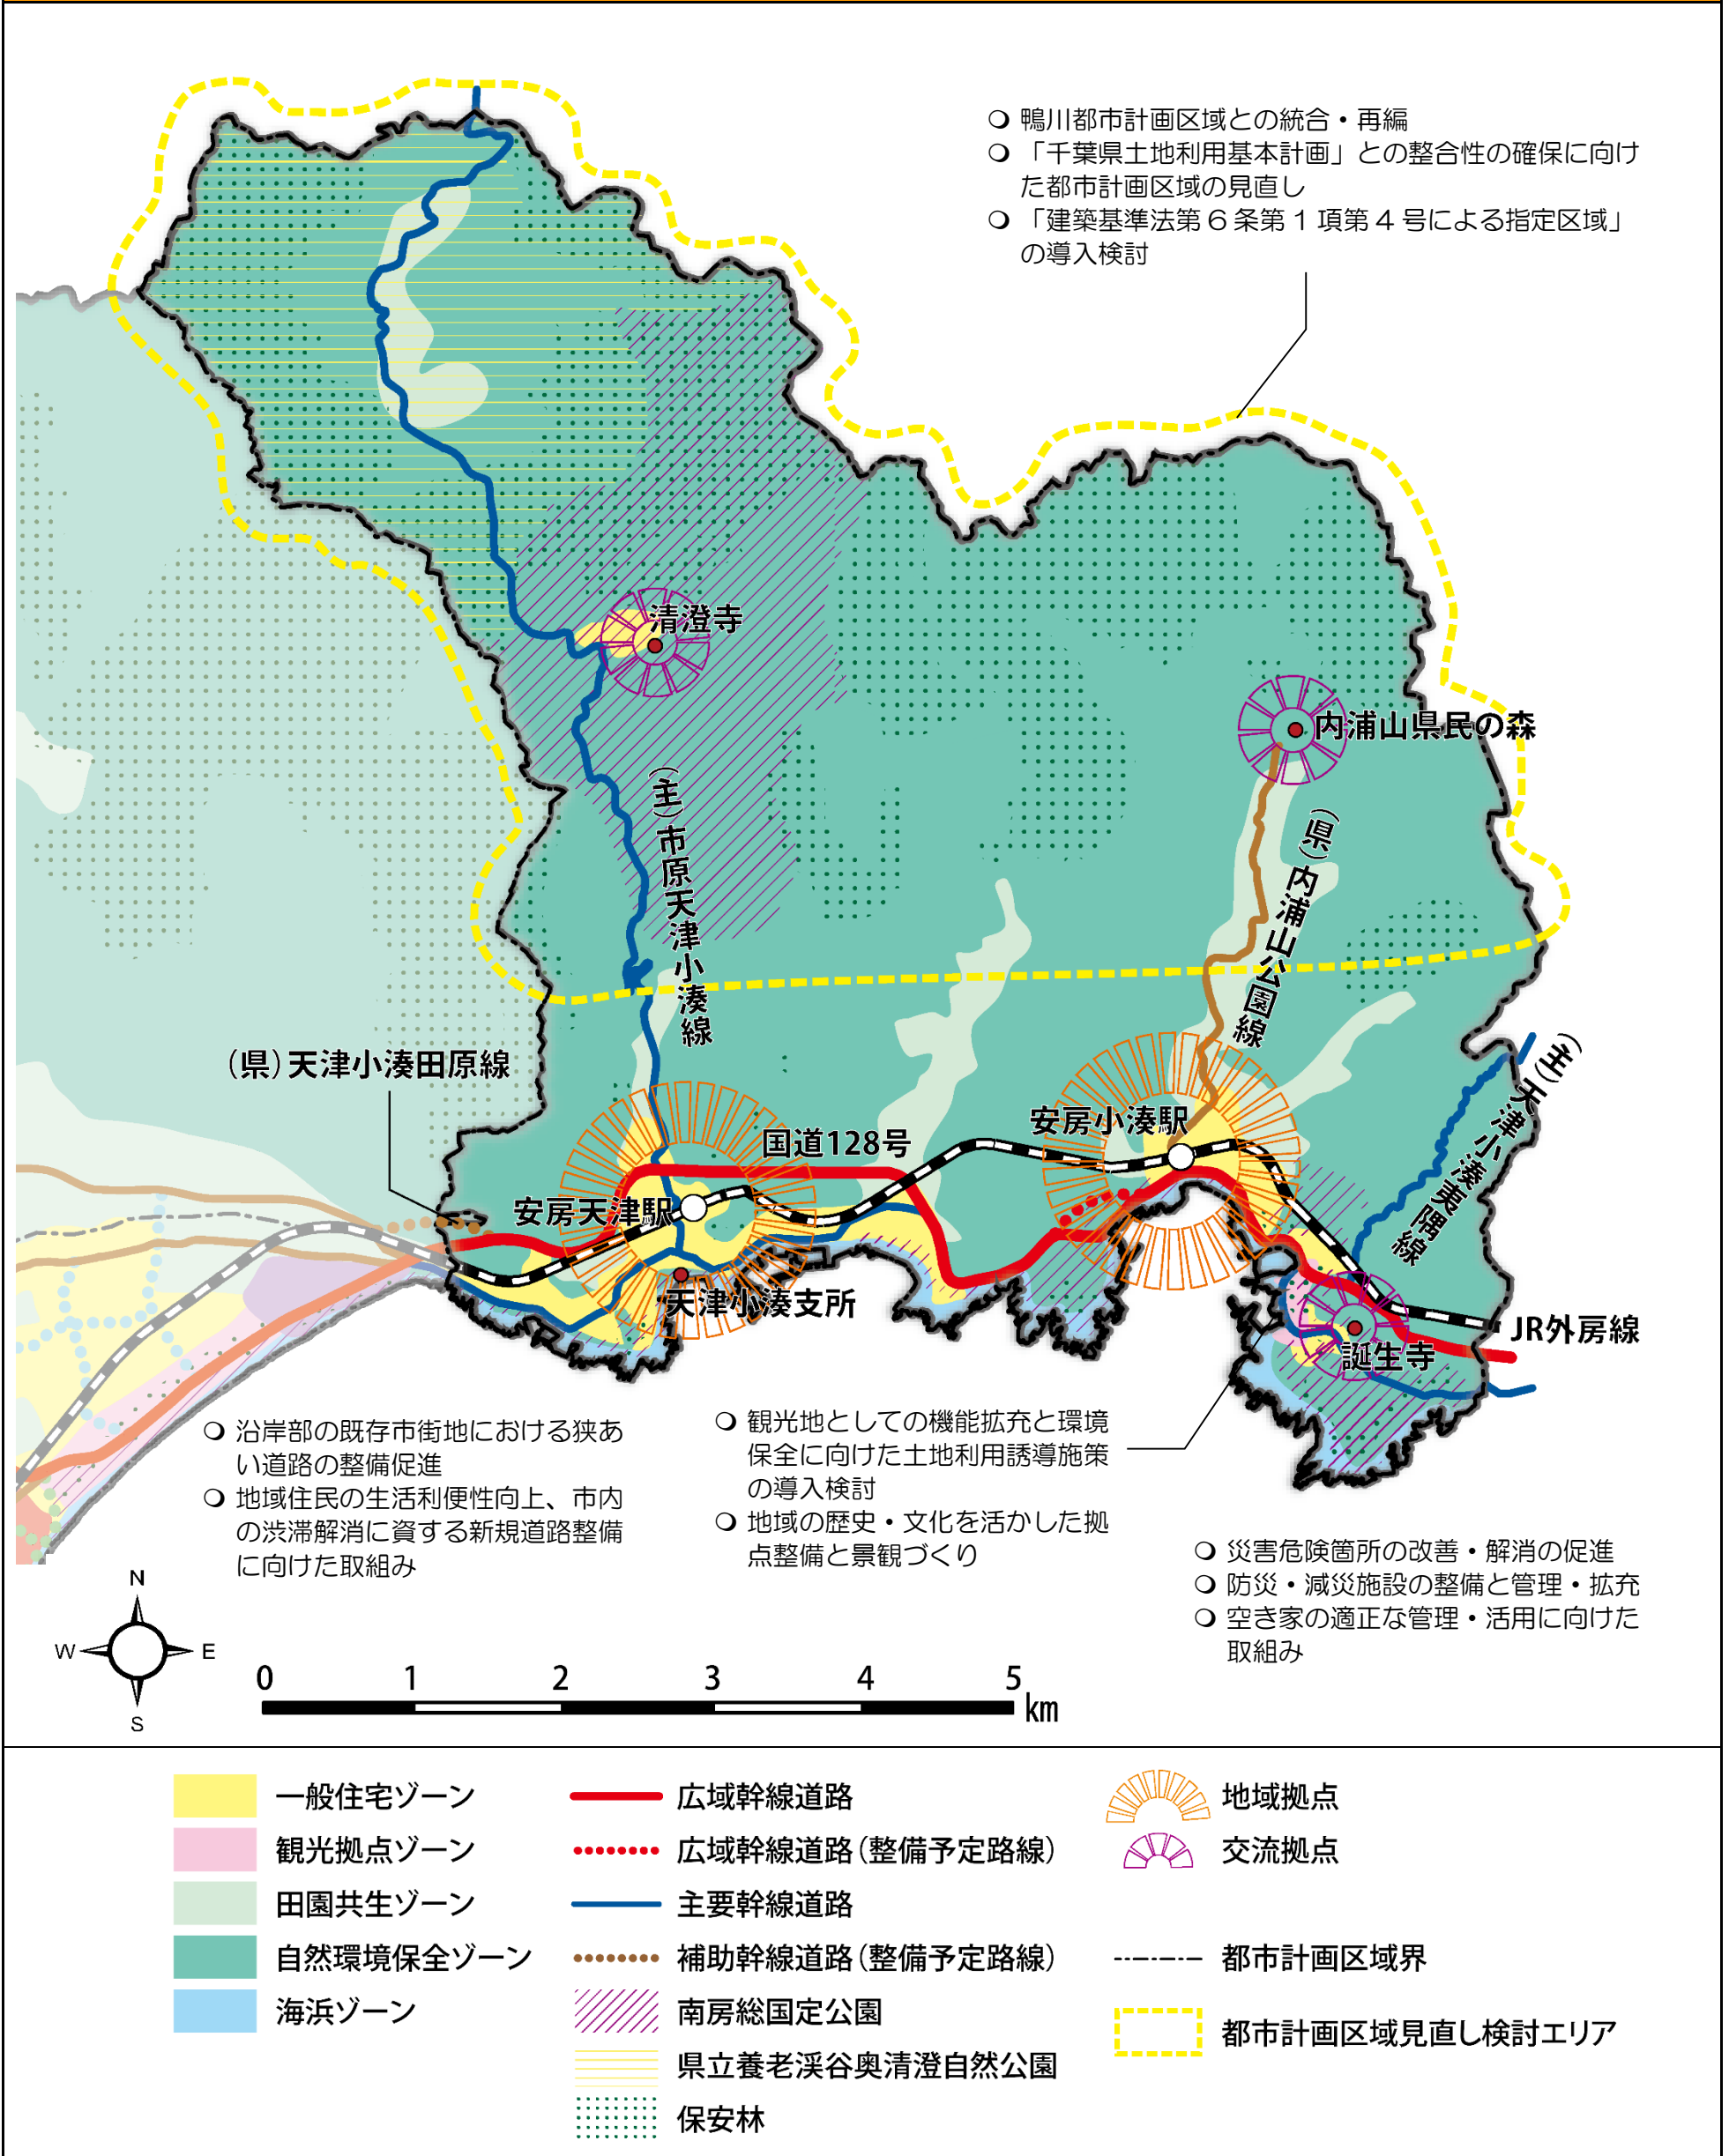 ○ 鴨川都市計画区域との統合・再編
○ 「千葉県土地利用基本計画」との整合性の確保に向け
た都市計画区域の見直し
○ 「建築基準法第6条第1項第4号による指定区域」
の導入検討
清澄寺
内浦山県民の森
(主)市原天津小湊線
(県)内浦山公園線
(県)天津小湊田原線
(主)天津小湊夷隅線
安房小湊駅
国道128号
安房天津駅
天津小湊支所
JR外房線
誕生寺
○ 沿岸部の既存市街地における狭あ
い道路の整備促進
○ 地域住民の生活利便性向上、市内
の渋滞解消に資する新規道路整備
に向けた取組み
○ 観光地としての機能拡充と環境
保全に向けた土地利用誘導施策
の導入検討
○ 地域の歴史・文化を活かした拠
点整備と景観づくり
○ 災害危険箇所の改善・解消の促進
○ 防災・減災施設の整備と管理・拡充
○ 空き家の適正な管理・活用に向けた
取組み
N
W E
S
0 1 2 3 4 5
km
一般住宅ゾーン
観光拠点ゾーン
田園共生ゾーン
自然環境保全ゾーン
海浜ゾーン
広域幹線道路
広域幹線道路(整備予定路線)
主要幹線道路
補助幹線道路(整備予定路線)
南房総国定公園
県立養老渓谷奥清澄自然公園
保安林
地域拠点
交流拠点
都市計画区域界
都市計画区域見直し検討エリア